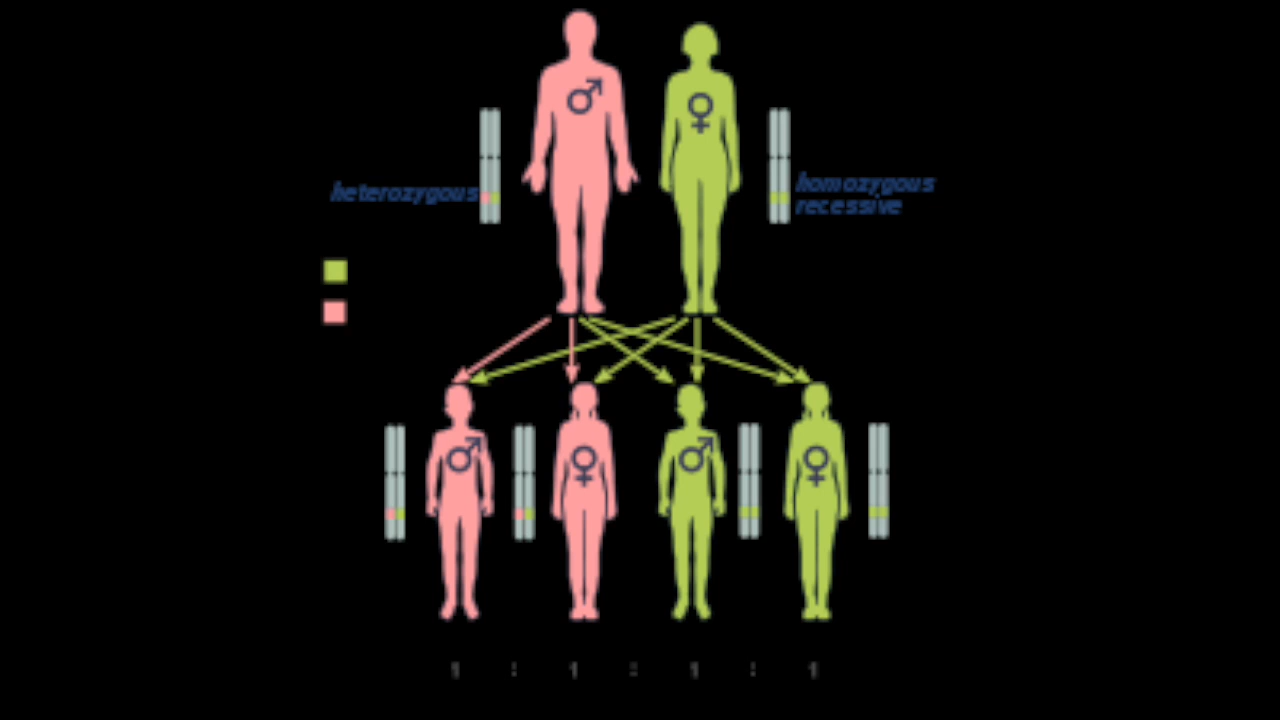 heterozygous
homozygous
recessive
1 : 1 : 1 : 1